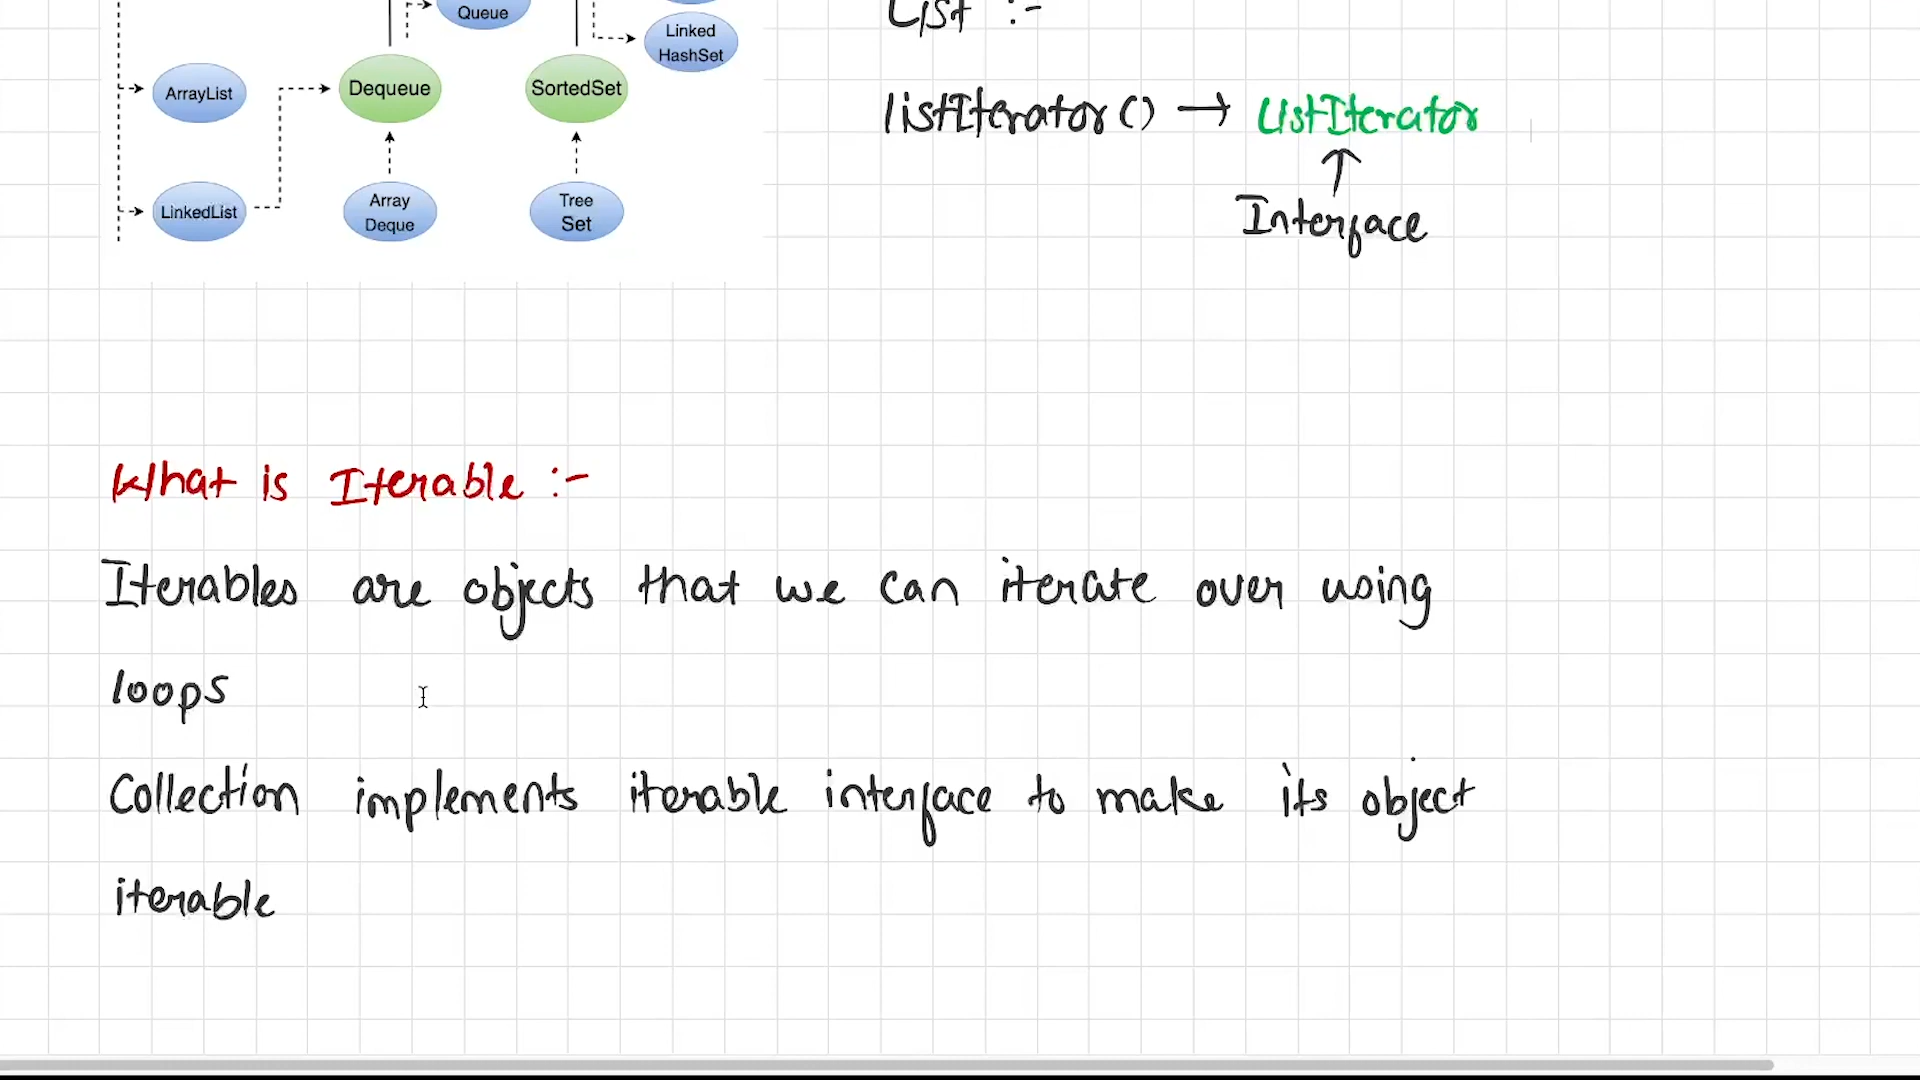 Queue
Linked
HashSet
ArrayList
Dequeue
SortedSet
LinkedList
Array
Deque
Tree
Set
List :-
listIterator() → ListIterator
↑
Interface
What is Iterable :-
Iterables are objects that we can iterate over using
loops
Collection implements iterable interface to make its object
iterable